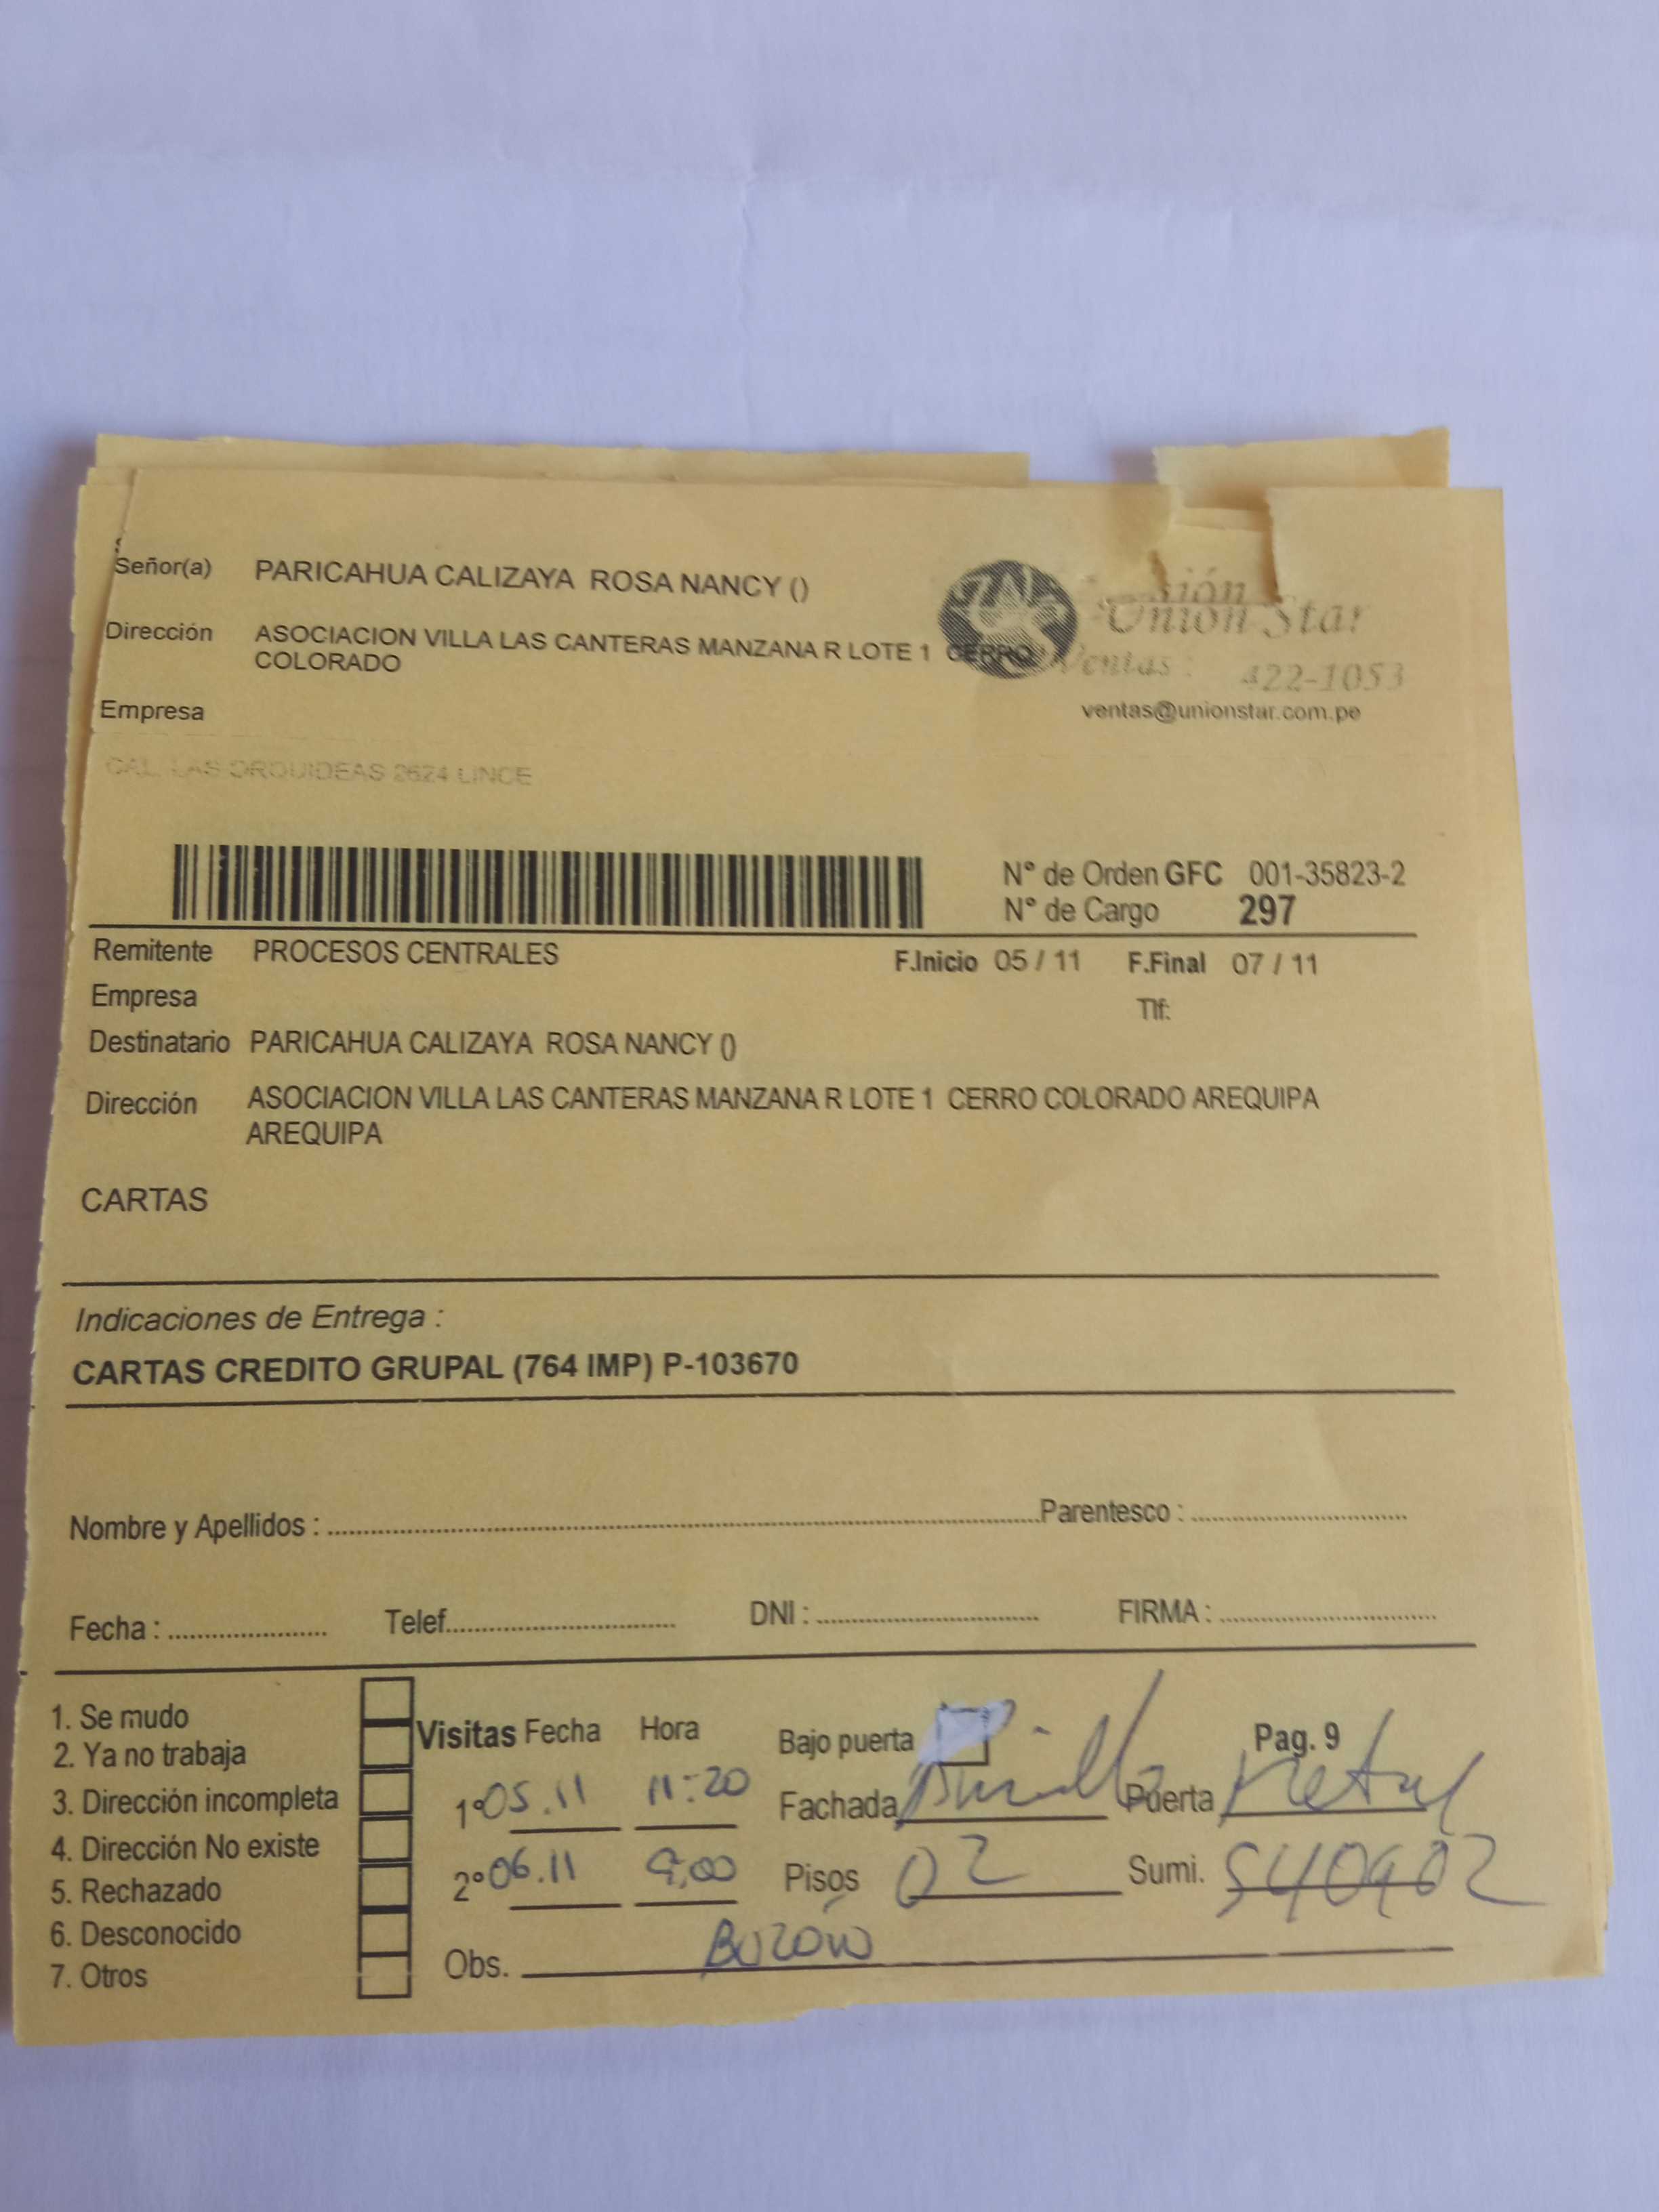 Señor(a) PARICAHUA CALIZAYA ROSA NANCY ()
Unión Star
Dirección ASOCIACION VILLA LAS CANTERAS MANZANA R LOTE 1 CERRO
COLORADO
Ventas : 422-1053
Empresa
ventas@unionstar.com.pe
CAL. LAS ORQUIDEAS 2624 LINCE
N° de Orden GFC 001-35823-2
N° de Cargo 297
Remitente PROCESOS CENTRALES F.Inicio 05 / 11 F.Final 07 / 11
Empresa Tlf:
Destinatario PARICAHUA CALIZAYA ROSA NANCY ()
Dirección ASOCIACION VILLA LAS CANTERAS MANZANA R LOTE 1 CERRO COLORADO AREQUIPA
AREQUIPA
CARTAS
Indicaciones de Entrega :
CARTAS CREDITO GRUPAL (764 IMP) P-103670
Nombre y Apellidos : Parentesco :
Fecha : Telef. DNI : FIRMA :
1. Se mudo
2. Ya no trabaja
3. Dirección incompleta
4. Dirección No existe
5. Rechazado
6. Desconocido
7. Otros
Visitas Fecha Hora Bajo puerta Pag. 9
1° 05.11 11:20 Fachada Puerta Metal
2° 06.11 9:00 Pisos 02 Sumi. 540902
Obs. Buzón